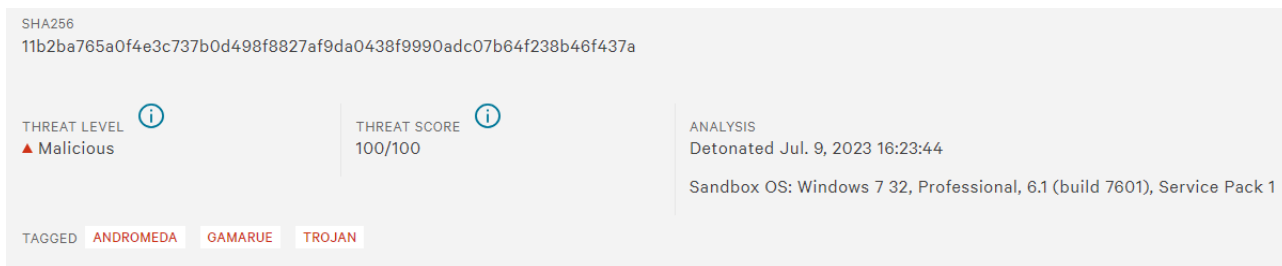 SHA256
11b2ba765a0f4e3c737b0d498f8827af9da0438f9990adc07b64f238b46f437a
THREAT LEVEL
Malicious
THREAT SCORE
100/100
ANALYSIS
Detonated Jul. 9, 2023 16:23:44
Sandbox OS: Windows 7 32, Professional, 6.1 (build 7601), Service Pack 1
TAGGED ANDROMEDA GAMARUE TROJAN